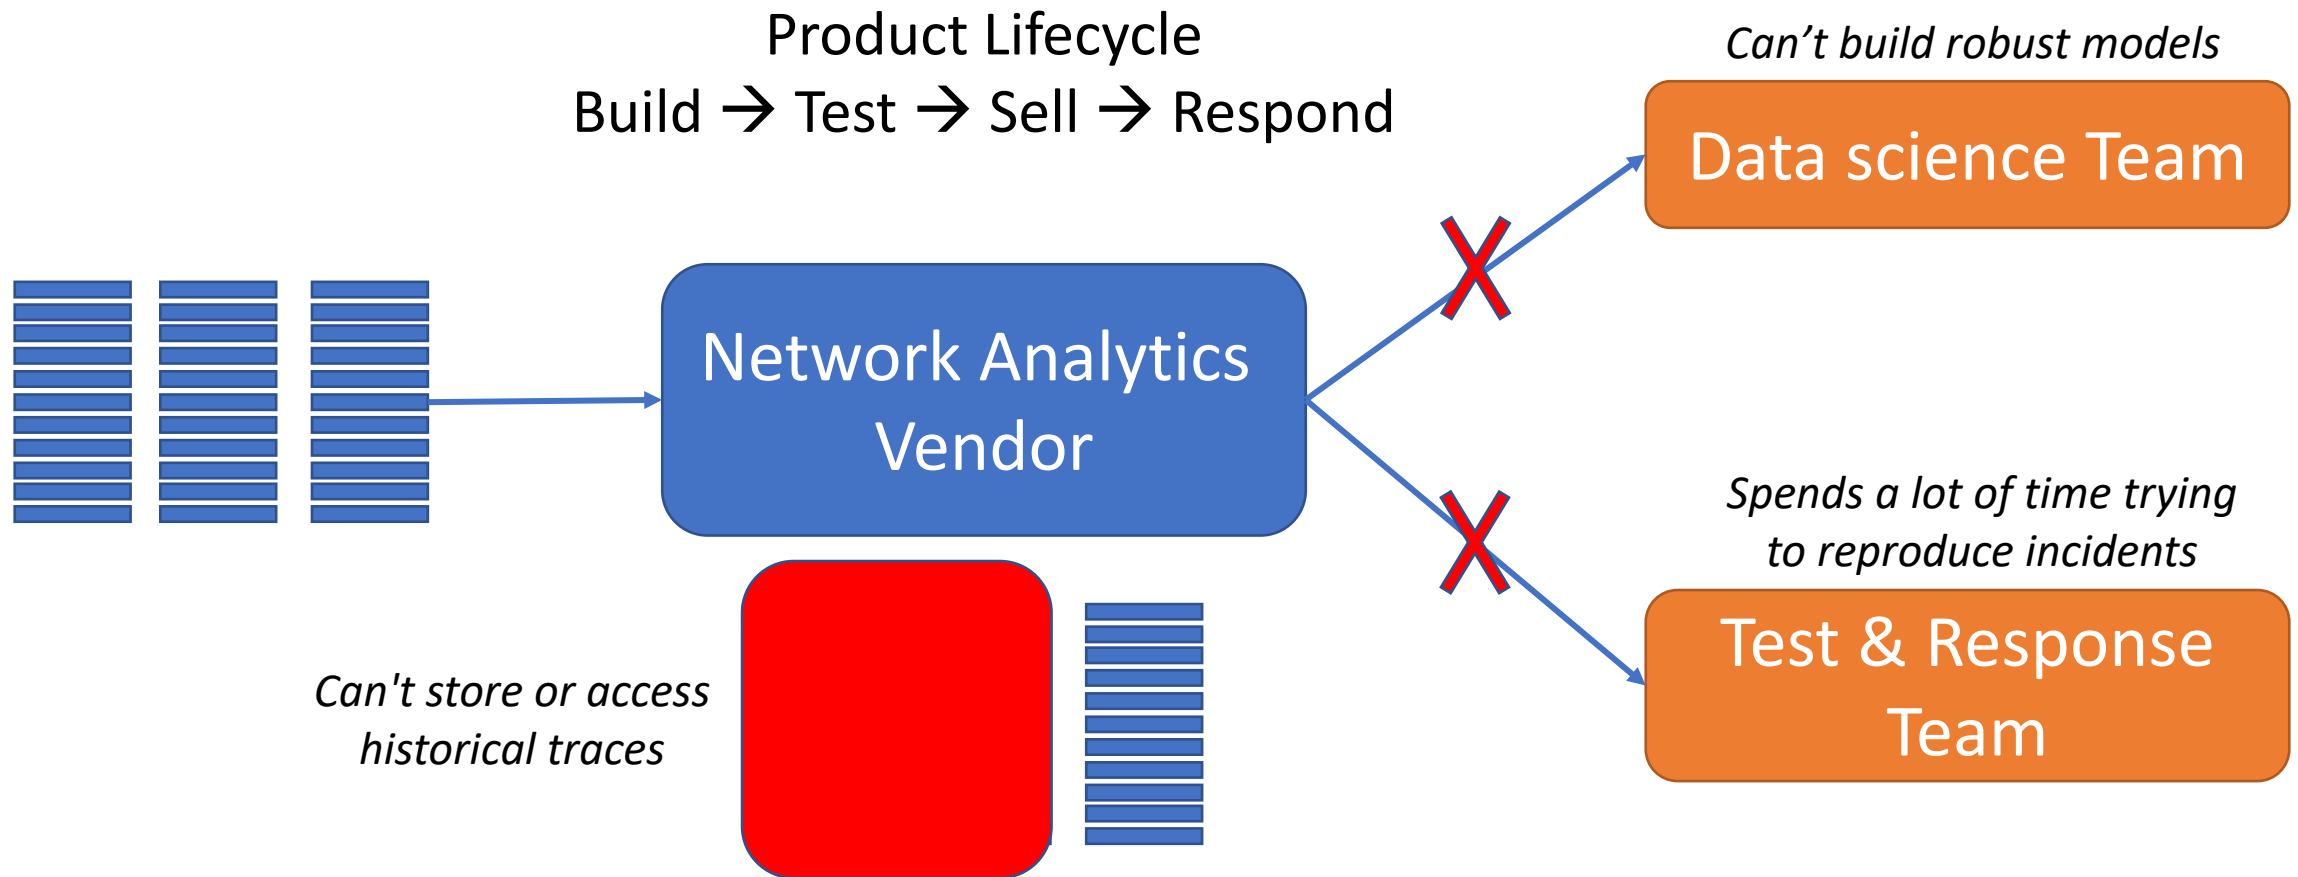 Product Lifecycle
Build → Test → Sell → Respond
Can’t build robust models
Data science Team
Network Analytics
Vendor
Spends a lot of time trying
to reproduce incidents
Test & Response
Team
Can't store or access
historical traces